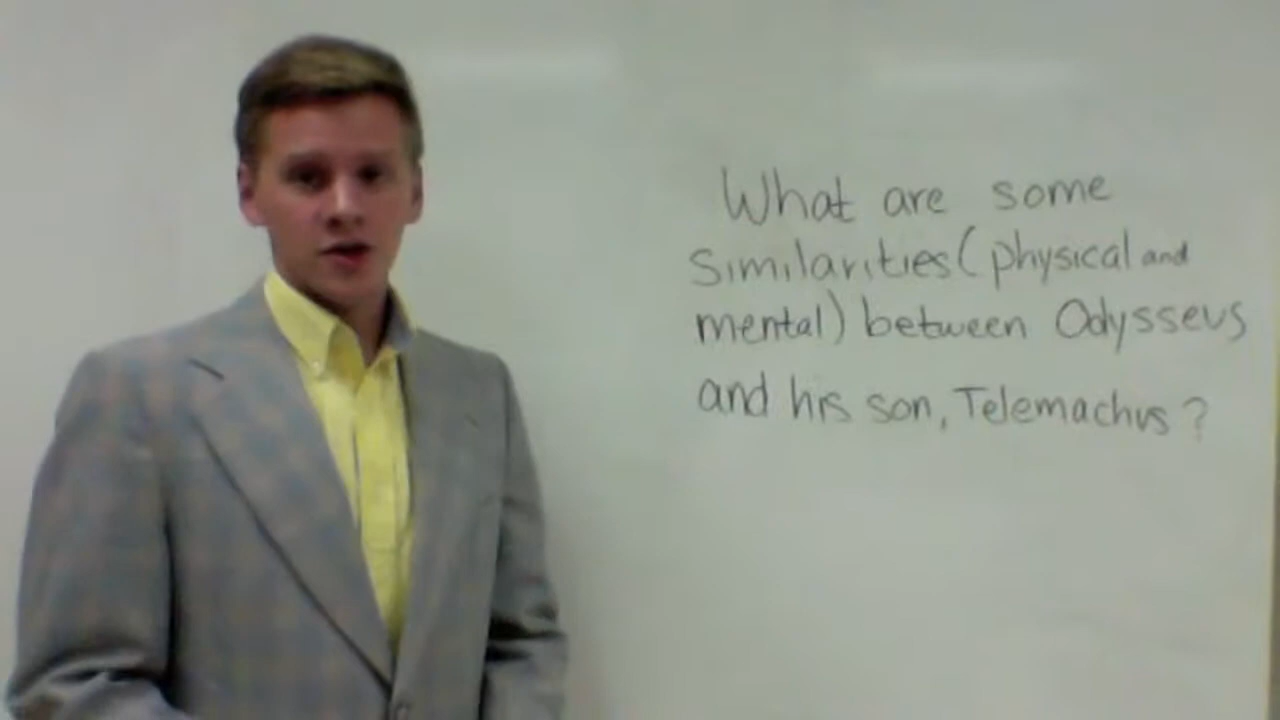 What are some
similarities (physical and
mental) between Odysseus
and his son, Telemachus?